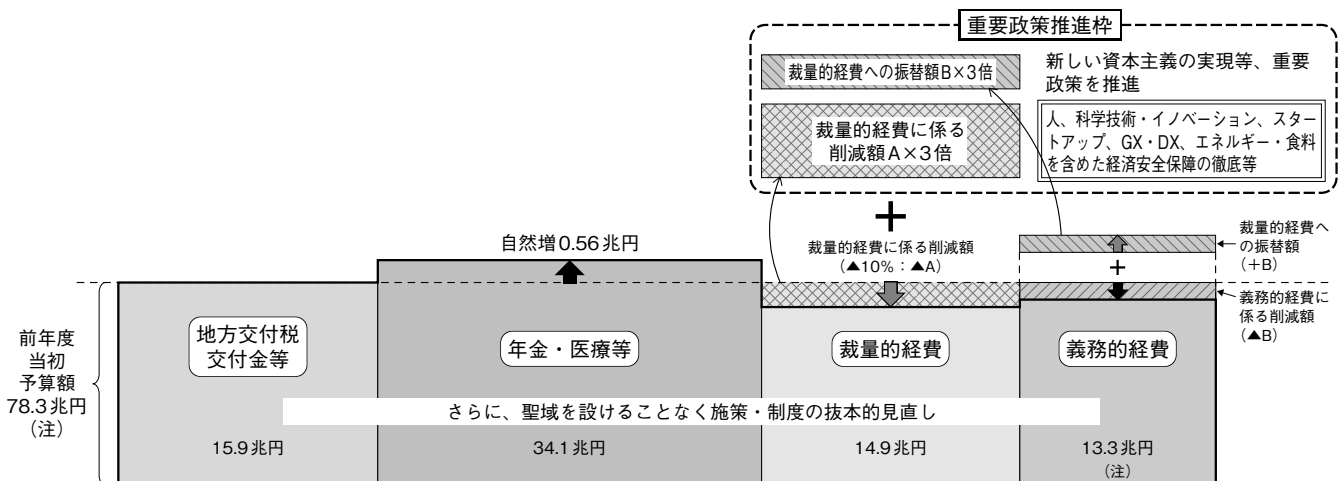 重要政策推進枠
裁量的経費への振替額B×3倍
裁量的経費に係る
削減額A×3倍
新しい資本主義の実現等、重要
政策を推進
人、科学技術・イノベーション、スター
トアップ、GX・DX、エネルギー・食料
を含めた経済安全保障の徹底等
+
自然増0.56兆円
裁量的経費に係る削減額
(▲10%:▲A)
+
裁量的経費へ
の振替額
(+B)
義務的経費に
係る削減額
(▲B)
前年度
当初
予算額
78.3兆円
(注)
地方交付税
交付金等
年金・医療等
裁量的経費
義務的経費
さらに、聖域を設けることなく施策・制度の抜本的見直し
15.9兆円
34.1兆円
14.9兆円
13.3兆円
(注)